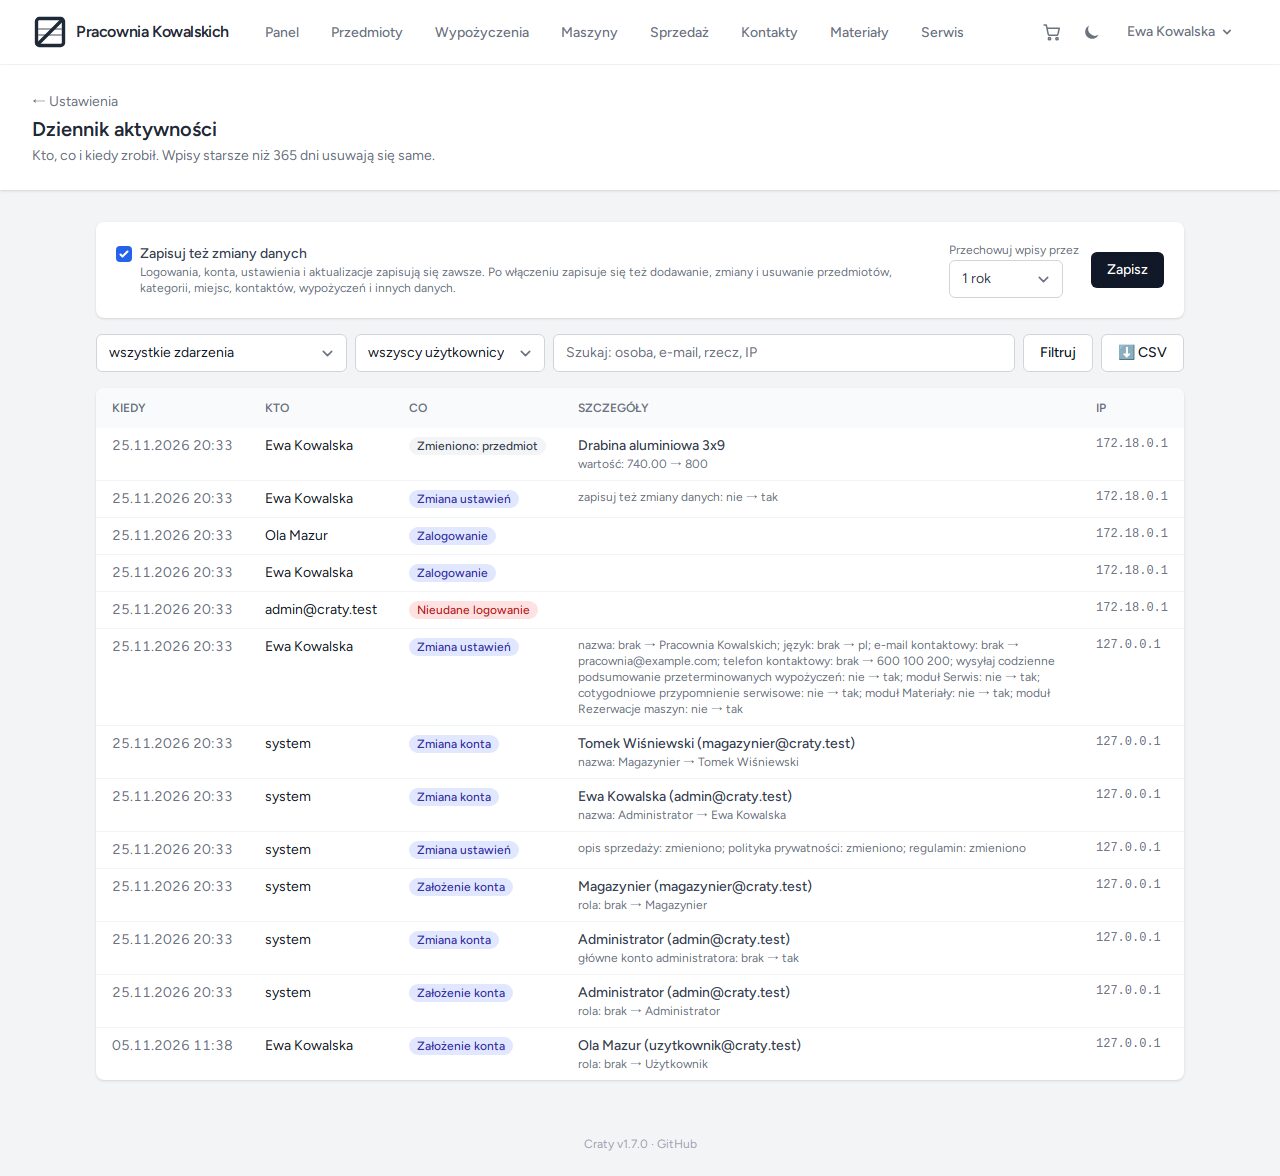 Pracownia Kowalskich Panel Przedmioty Wypożyczenia Maszyny Sprzedaż Kontakty Materiały Serwis Ewa Kowalska
← Ustawienia
Dziennik aktywności
Kto, co i kiedy zrobił. Wpisy starsze niż 365 dni usuwają się same.
Zapisuj też zmiany danych
Logowania, konta, ustawienia i aktualizacje zapisują się zawsze. Po włączeniu zapisuje się też dodawanie, zmiany i usuwanie przedmiotów,
kategorii, miejsc, kontaktów, wypożyczeń i innych danych.
Przechowuj wpisy przez
1 rok
Zapisz
wszystkie zdarzenia wszyscy użytkownicy Szukaj: osoba, e-mail, rzecz, IP Filtruj ⬇️ CSV
KIEDY KTO CO SZCZEGÓŁY IP
25.11.2026 20:33 Ewa Kowalska Zmieniono: przedmiot Drabina aluminiowa 3x9 172.18.0.1
wartość: 740.00 → 800
25.11.2026 20:33 Ewa Kowalska Zmiana ustawień zapisuj też zmiany danych: nie → tak 172.18.0.1
25.11.2026 20:33 Ola Mazur Zalogowanie 172.18.0.1
25.11.2026 20:33 Ewa Kowalska Zalogowanie 172.18.0.1
25.11.2026 20:33 admin@craty.test Nieudane logowanie 172.18.0.1
25.11.2026 20:33 Ewa Kowalska Zmiana ustawień nazwa: brak → Pracownia Kowalskich; język: brak → pl; e-mail kontaktowy: brak → 127.0.0.1
pracownia@example.com; telefon kontaktowy: brak → 600 100 200; wysyłaj codzienne
podsumowanie przeterminowanych wypożyczeń: nie → tak; moduł Serwis: nie → tak;
cotygodniowe przypomnienie serwisowe: nie → tak; moduł Materiały: nie → tak; moduł
Rezerwacje maszyn: nie → tak
25.11.2026 20:33 system Zmiana konta Tomek Wiśniewski (magazynier@craty.test) 127.0.0.1
nazwa: Magazynier → Tomek Wiśniewski
25.11.2026 20:33 system Zmiana konta Ewa Kowalska (admin@craty.test) 127.0.0.1
nazwa: Administrator → Ewa Kowalska
25.11.2026 20:33 system Zmiana ustawień opis sprzedaży: zmieniono; polityka prywatności: zmieniono; regulamin: zmieniono 127.0.0.1
25.11.2026 20:33 system Założenie konta Magazynier (magazynier@craty.test) 127.0.0.1
rola: brak → Magazynier
25.11.2026 20:33 system Zmiana konta Administrator (admin@craty.test) 127.0.0.1
główne konto administratora: brak → tak
25.11.2026 20:33 system Założenie konta Administrator (admin@craty.test) 127.0.0.1
rola: brak → Administrator
05.11.2026 11:38 Ewa Kowalska Założenie konta Ola Mazur (uzytkownik@craty.test) 127.0.0.1
rola: brak → Użytkownik
Craty v1.7.0 · GitHub